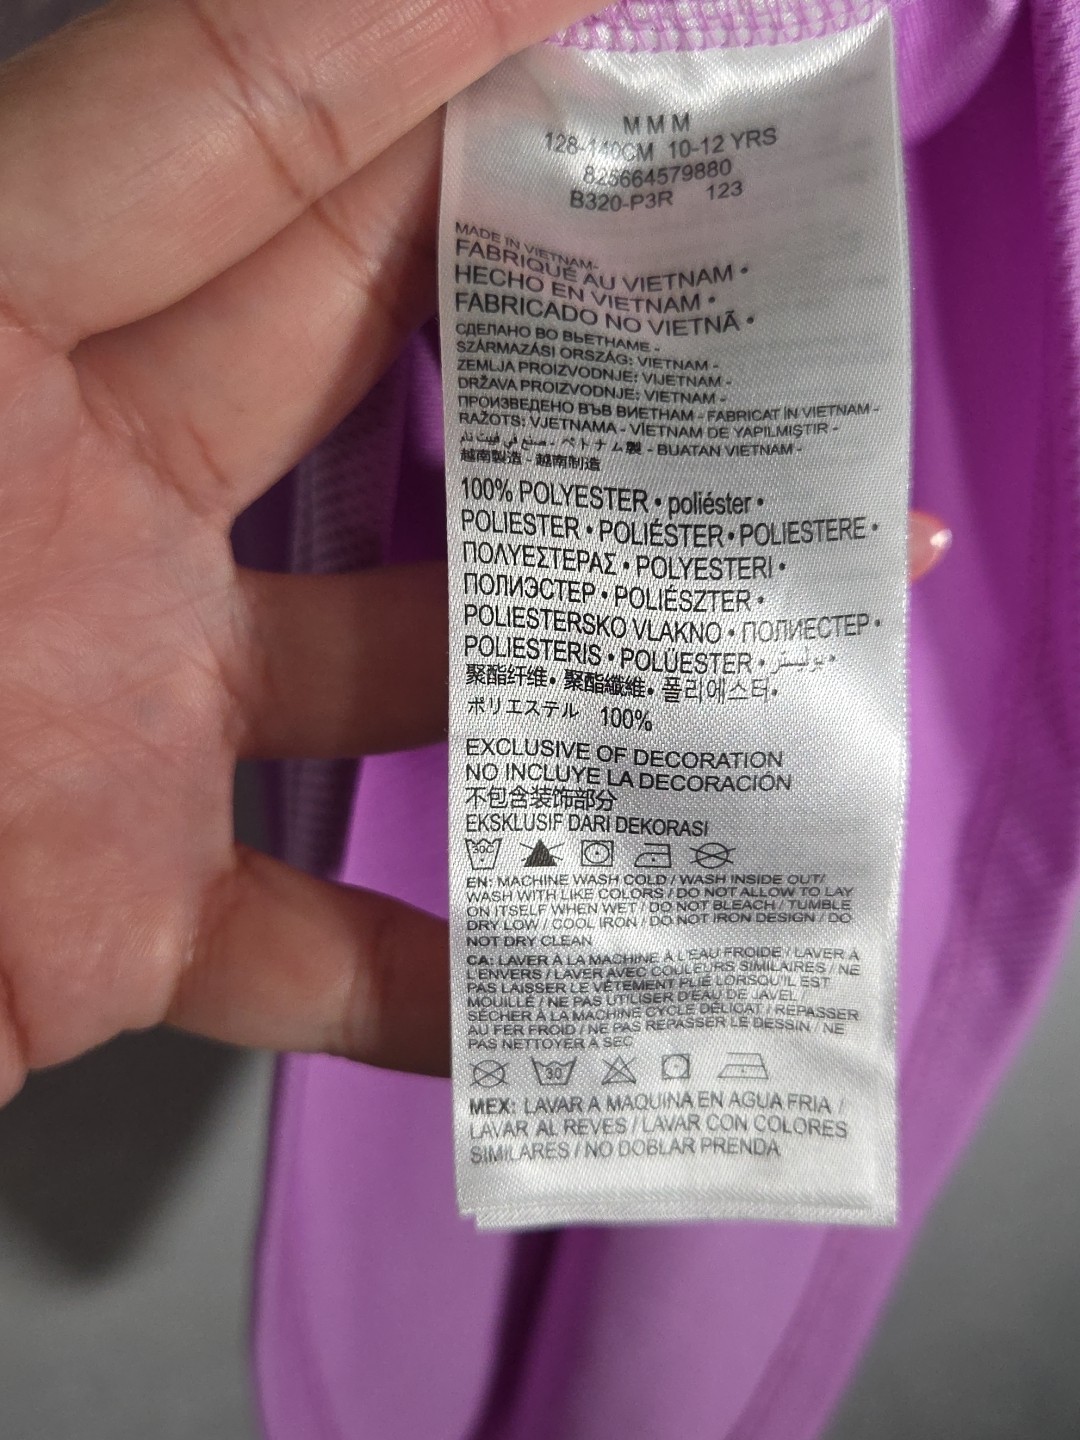 M M M
128-140CM 10-12 YRS
825664579880
B320-P3R 123
MADE IN VIETNAM-
FABRIQUÉ AU VIETNAM •
HECHO EN VIETNAM •
FABRICADO NO VIETNÃ •
СДЕЛАНО ВО ВЬЕТНАМЕ -
SZÁRMAZÁSI ORSZÁG: VIETNAM -
ZEMLJA PROIZVODNJE: VIJETNAM -
DRŽAVA PROIZVODNJE: VIETNAM -
ПРОИЗВЕДЕНО ВЪВ ВИЕТНАМ - FABRICAT ÎN VIETNAM -
RAŽOTS: VJETNAMA - VİETNAM DE YAPILMIŞTIR -
صنع في فييت نام - ベトナム製 - BUATAN VIETNAM -
越南製造 - 越南制造
100% POLYESTER • poliéster •
POLIESTER • POLIÉSTER • POLIESTERE •
ΠΟΛΥΕΣΤΕΡΑΣ • POLYESTERI •
ПОЛИЭСТЕР • POLIÉSZTER •
POLIESTERSKO VLAKNO • ПОЛИЕСТЕР •
POLIESTERIS • POLÜESTER • بوليستر •
聚酯纤维 • 聚酯纖維 • 폴리에스터 •
ポリエステル 100%
EXCLUSIVE OF DECORATION
NO INCLUYE LA DECORACIÓN
不包含装饰部分
EKSKLUSIF DARI DEKORASI
30C
EN: MACHINE WASH COLD / WASH INSIDE OUT/
WASH WITH LIKE COLORS / DO NOT ALLOW TO LAY
ON ITSELF WHEN WET / DO NOT BLEACH / TUMBLE
DRY LOW / COOL IRON / DO NOT IRON DESIGN / DO
NOT DRY CLEAN
CA: LAVER À LA MACHINE À L'EAU FROIDE / LAVER À
L'ENVERS / LAVER AVEC COULEURS SIMILAIRES / NE
PAS LAISSER LE VÊTEMENT PLIE LORSQU'IL EST
MOUILLÉ / NE PAS UTILISER D'EAU DE JAVEL /
SÉCHER À LA MACHINE CYCLE DÉLICAT / REPASSER
AU FER FROID / NE PAS REPASSER LE DESSIN / NE
PAS NETTOYER A SEC
30
MEX: LAVAR A MAQUINA EN AGUA FRIA /
LAVAR AL REVES / LAVAR CON COLORES
SIMILARES / NO DOBLAR PRENDA